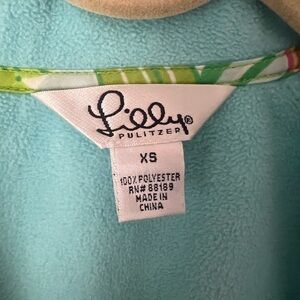 Lilly®
PULITZER
XS
100% POLYESTER
RN# 88189
MADE IN
CHINA